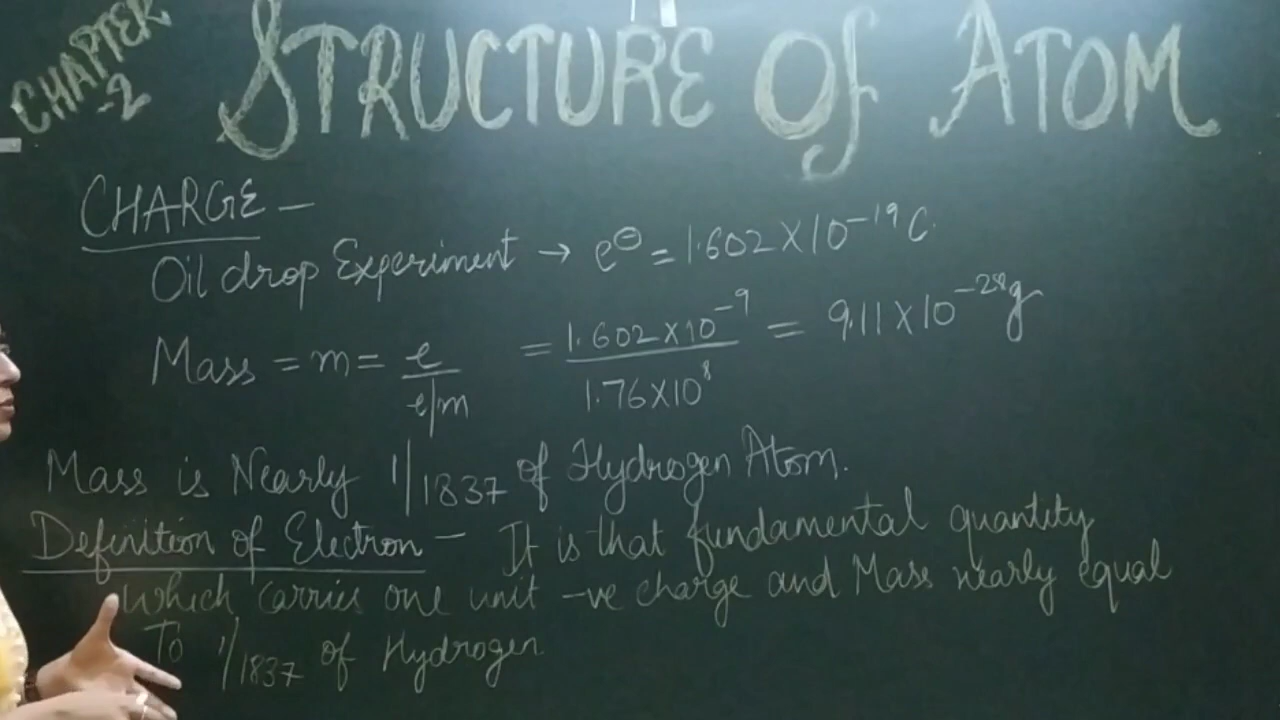 CHAPTER
-2
STRUCTURE Of ATOM
CHARGE –
Oil drop Experiment → e⊖ = 1.602 X 10⁻¹⁹ C.
Mass = m = e / e/m = 1.602 x 10⁻⁹ / 1.76 X 10⁸ = 9.11 X 10⁻²⁸ g
Mass is Nearly 1/1837 of Hydrogen Atom.
Definition of Electron – It is that fundamental quantity
which carries one unit -ve charge and Mass nearly equal
To 1/1837 of Hydrogen